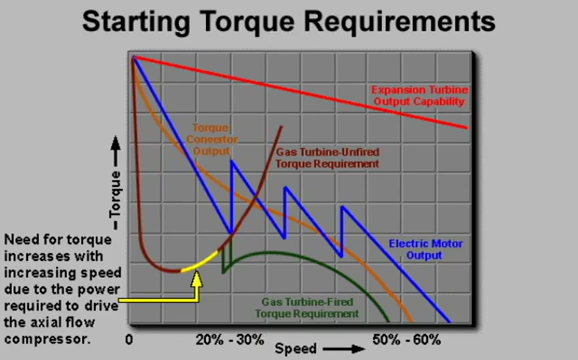 Starting Torque Requirements
Expansion Turbine
Output Capability
Torque
Convertor
Output
Gas Turbine-Unfired
Torque Requirement
Torque
Need for torque
increases with
increasing speed
due to the power
required to drive
the axial flow
compressor.
Electric Motor
Output
Gas Turbine-Fired
Torque Requirement
0
20% - 30%
50% - 60%
Speed